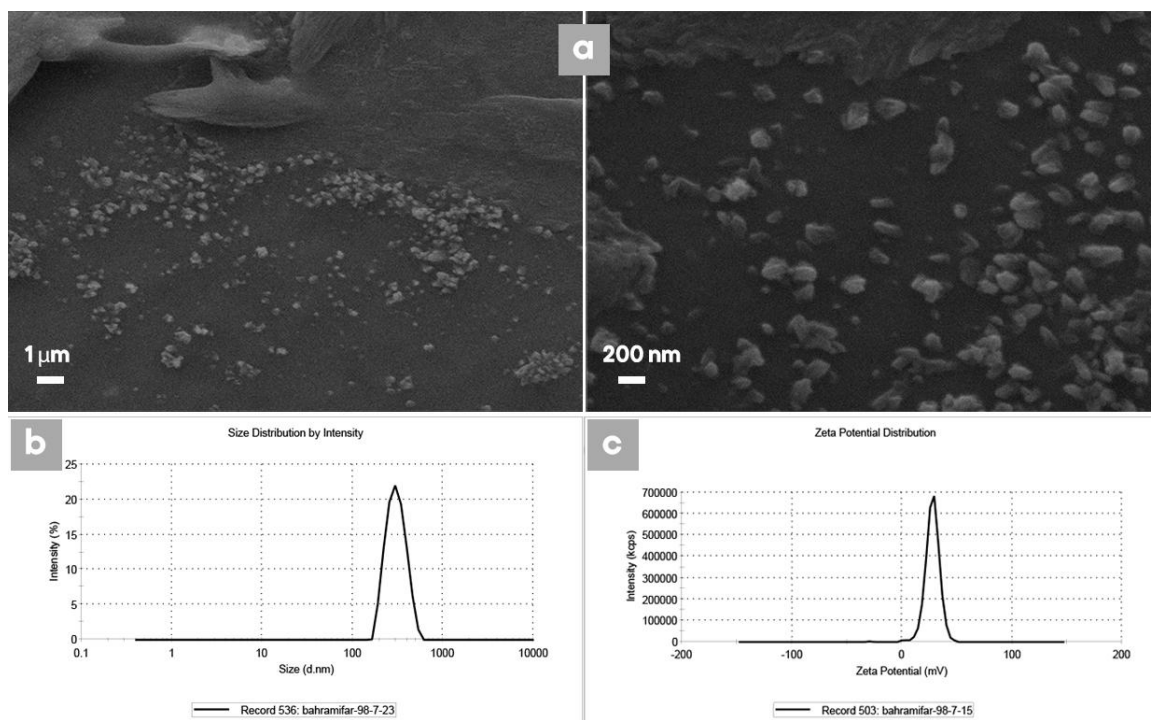 a
1 μm
200 nm
b
Size Distribution by Intensity
25
20
15
10
5
0
Intensity (%)
0.1 1 10 100 1000 10000
Size (d.nm)
Record 536: bahramifar-98-7-23
c
Zeta Potential Distribution
700000
600000
500000
400000
300000
200000
100000
0
Intensity (kcps)
-200 -100 0 100 200
Zeta Potential (mV)
Record 503: bahramifar-98-7-15